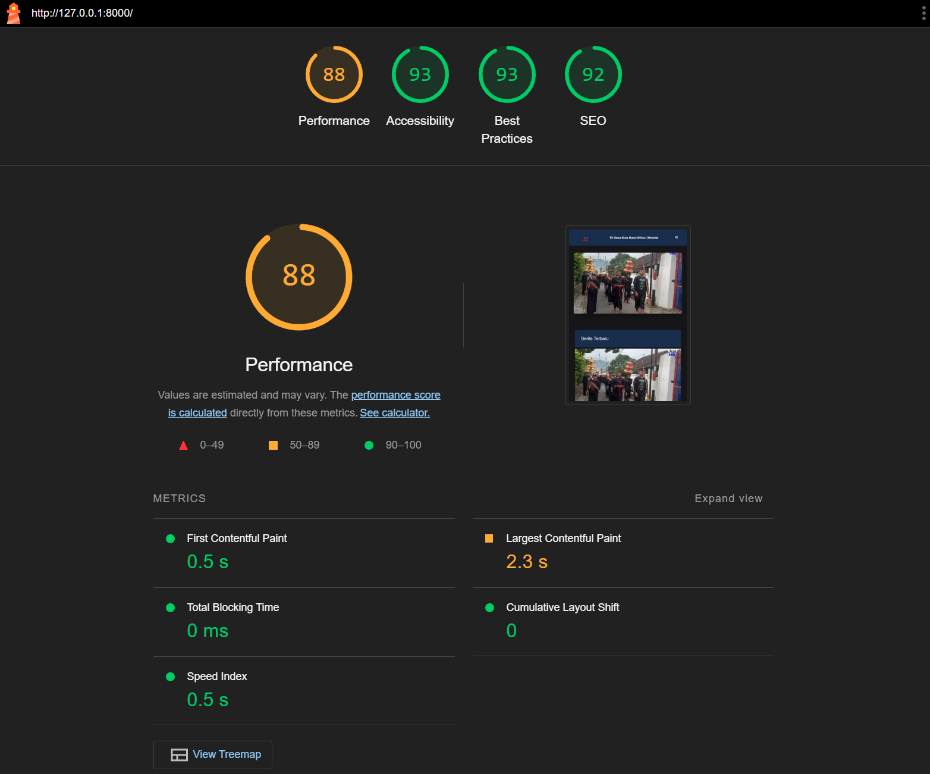 http://127.0.0.1:8000/
88
93
93
92
Performance
Accessibility
Best
Practices
SEO
88
Performance
Values are estimated and may vary. The performance score
is calculated directly from these metrics. See calculator.
0–49
50–89
90–100
Berita Terbaru
METRICS
Expand view
First Contentful Paint
0.5 s
Largest Contentful Paint
2.3 s
Total Blocking Time
0 ms
Cumulative Layout Shift
0
Speed Index
0.5 s
View Treemap